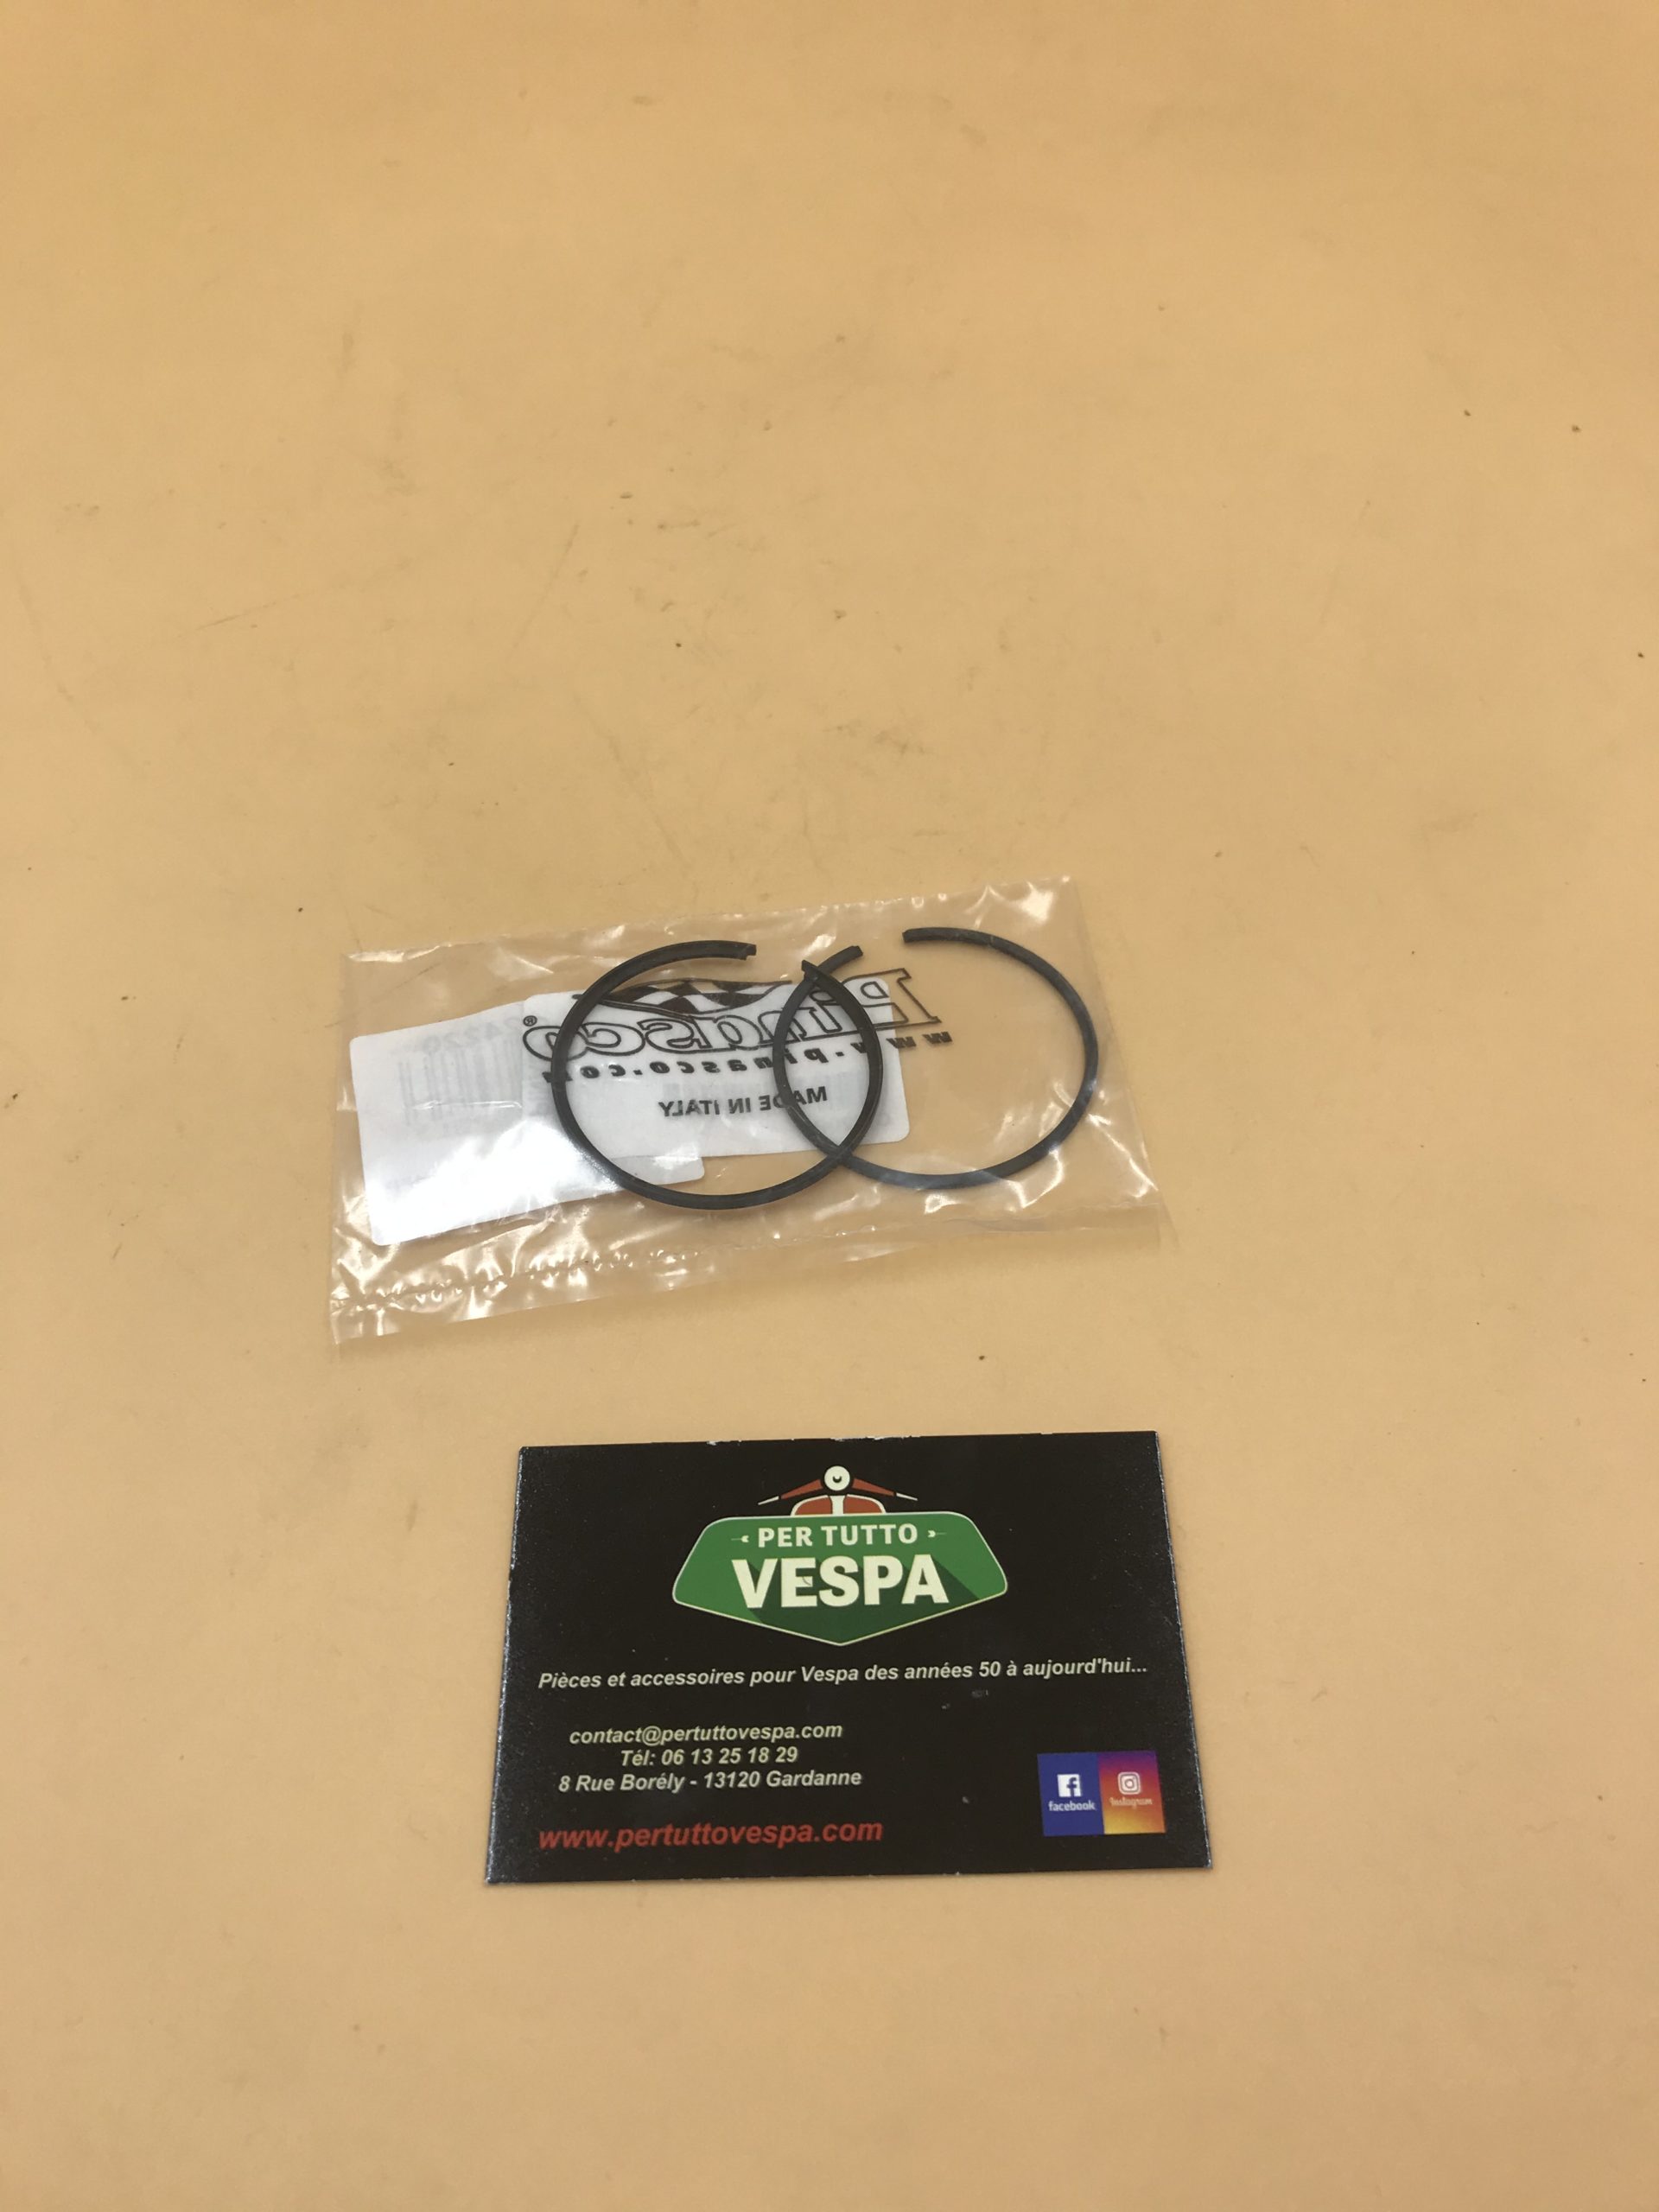 Pinasco®
www.pinasco.com
MADE IN ITALY
PER TUTTO
VESPA
Pièces et accessoires pour Vespa des années 50 à aujourd'hui...
contact@pertuttovespa.com
Tél: 06 13 25 18 29
8 Rue Borély - 13120 Gardanne
www.pertuttovespa.com
facebook
Instagram